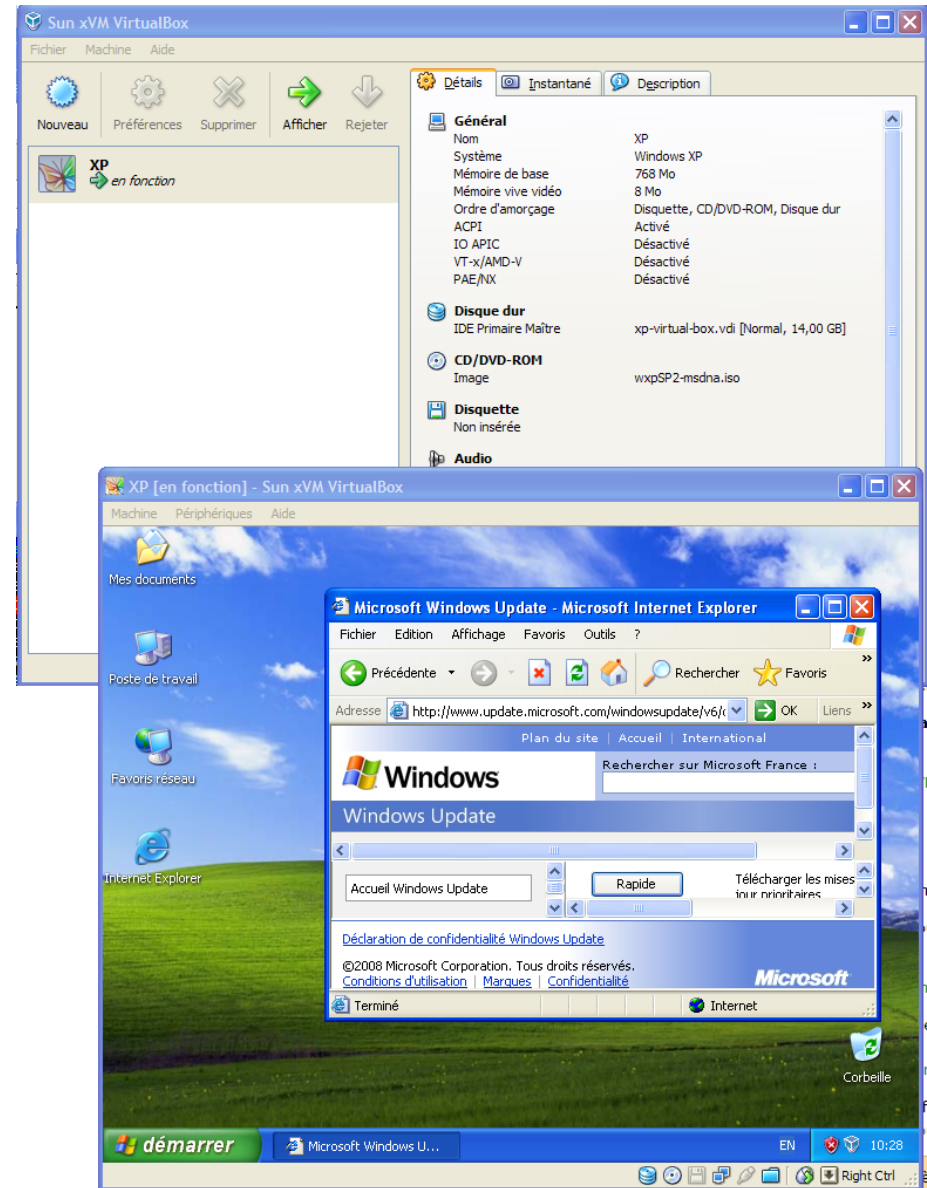 Sun xVM VirtualBox
Fichier Machine Aide
Nouveau Préférences Supprimer Afficher Rejeter
XP
en fonction
Détails Instantané Description
Général
Nom XP
Système Windows XP
Mémoire de base 768 Mo
Mémoire vive vidéo 8 Mo
Ordre d'amorçage Disquette, CD/DVD-ROM, Disque dur
ACPI Activé
IO APIC Désactivé
VT-x/AMD-V Désactivé
PAE/NX Désactivé
Disque dur
IDE Primaire Maître xp-virtual-box.vdi [Normal, 14,00 GB]
CD/DVD-ROM
Image wxpSP2-msdna.iso
Disquette
Non insérée
Audio
XP [en fonction] - Sun xVM VirtualBox
Machine Périphériques Aide
Mes documents
Poste de travail
Favoris réseau
Internet Explorer
Microsoft Windows Update - Microsoft Internet Explorer
Fichier Edition Affichage Favoris Outils ?
Précédente Rechercher Favoris »
Adresse http://www.update.microsoft.com/windowsupdate/v6/ OK Liens »
Plan du site | Accueil | International
Windows
Rechercher sur Microsoft France :
Windows Update
Accueil Windows Update
Rapide
Télécharger les mises
jour prioritaires
Déclaration de confidentialité Windows Update
©2008 Microsoft Corporation. Tous droits réservés.
Conditions d'utilisation | Marques | Confidentialité
Microsoft
Terminé Internet
Corbeille
démarrer Microsoft Windows U... EN 10:28
Right Ctrl